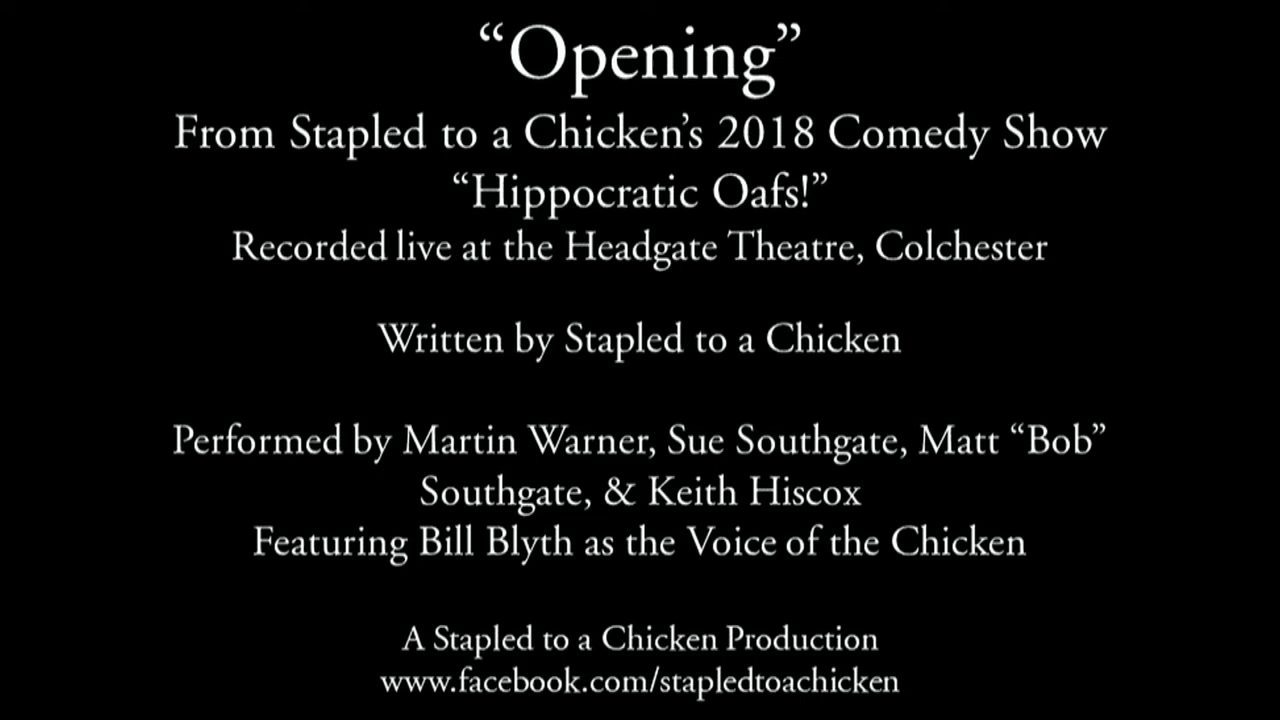 “Opening”
From Stapled to a Chicken’s 2018 Comedy Show
“Hippocratic Oafs!”
Recorded live at the Headgate Theatre, Colchester
Written by Stapled to a Chicken
Performed by Martin Warner, Sue Southgate, Matt “Bob”
Southgate, & Keith Hiscox
Featuring Bill Blyth as the Voice of the Chicken
A Stapled to a Chicken Production
www.facebook.com/stapledtoachicken